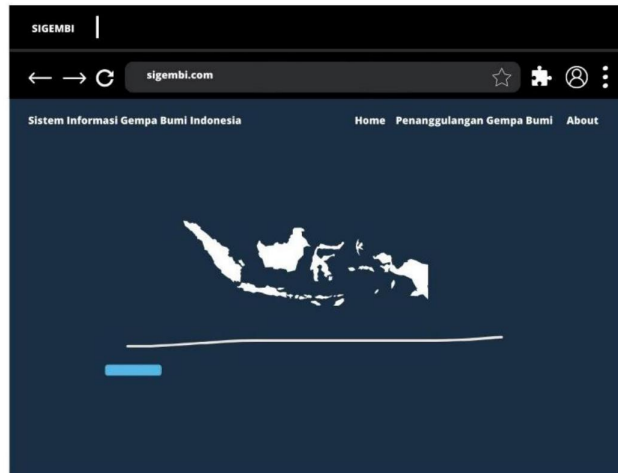 SIGEMBI
sigembi.com
Sistem Informasi Gempa Bumi Indonesia
Home Penanggulangan Gempa Bumi About